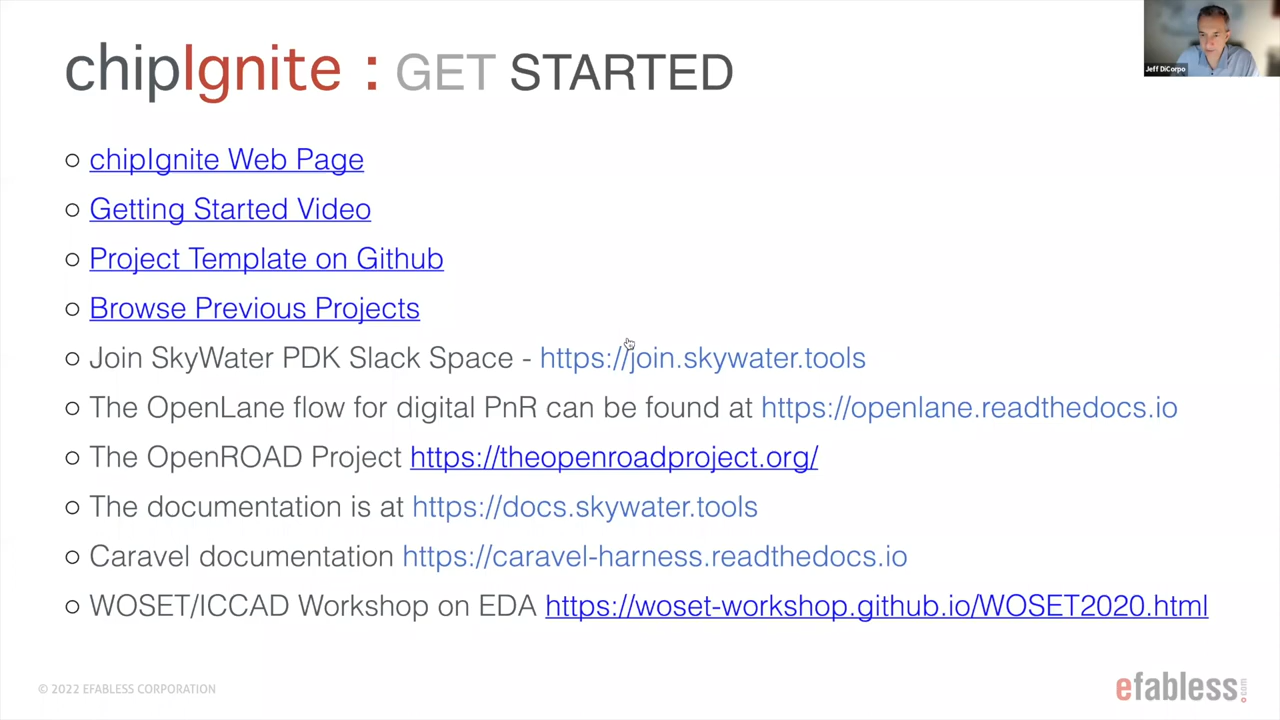 chipIgnite : GET STARTED
Jeff DiCorpo
chipIgnite Web Page
Getting Started Video
Project Template on Github
Browse Previous Projects
Join SkyWater PDK Slack Space - https://join.skywater.tools
The OpenLane flow for digital PnR can be found at https://openlane.readthedocs.io
The OpenROAD Project https://theopenroadproject.org/
The documentation is at https://docs.skywater.tools
Caravel documentation https://caravel-harness.readthedocs.io
WOSET/ICCAD Workshop on EDA https://woset-workshop.github.io/WOSET2020.html
© 2022 EFABLESS CORPORATION
efabless.com